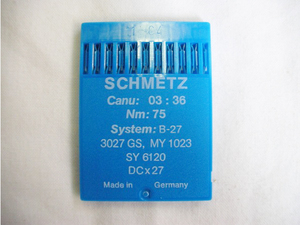 SCHMETZ
Canu: 03 : 36
Nm: 75
System: B-27
3027 GS, MY 1023
SY 6120
DCx27
Made in Germany